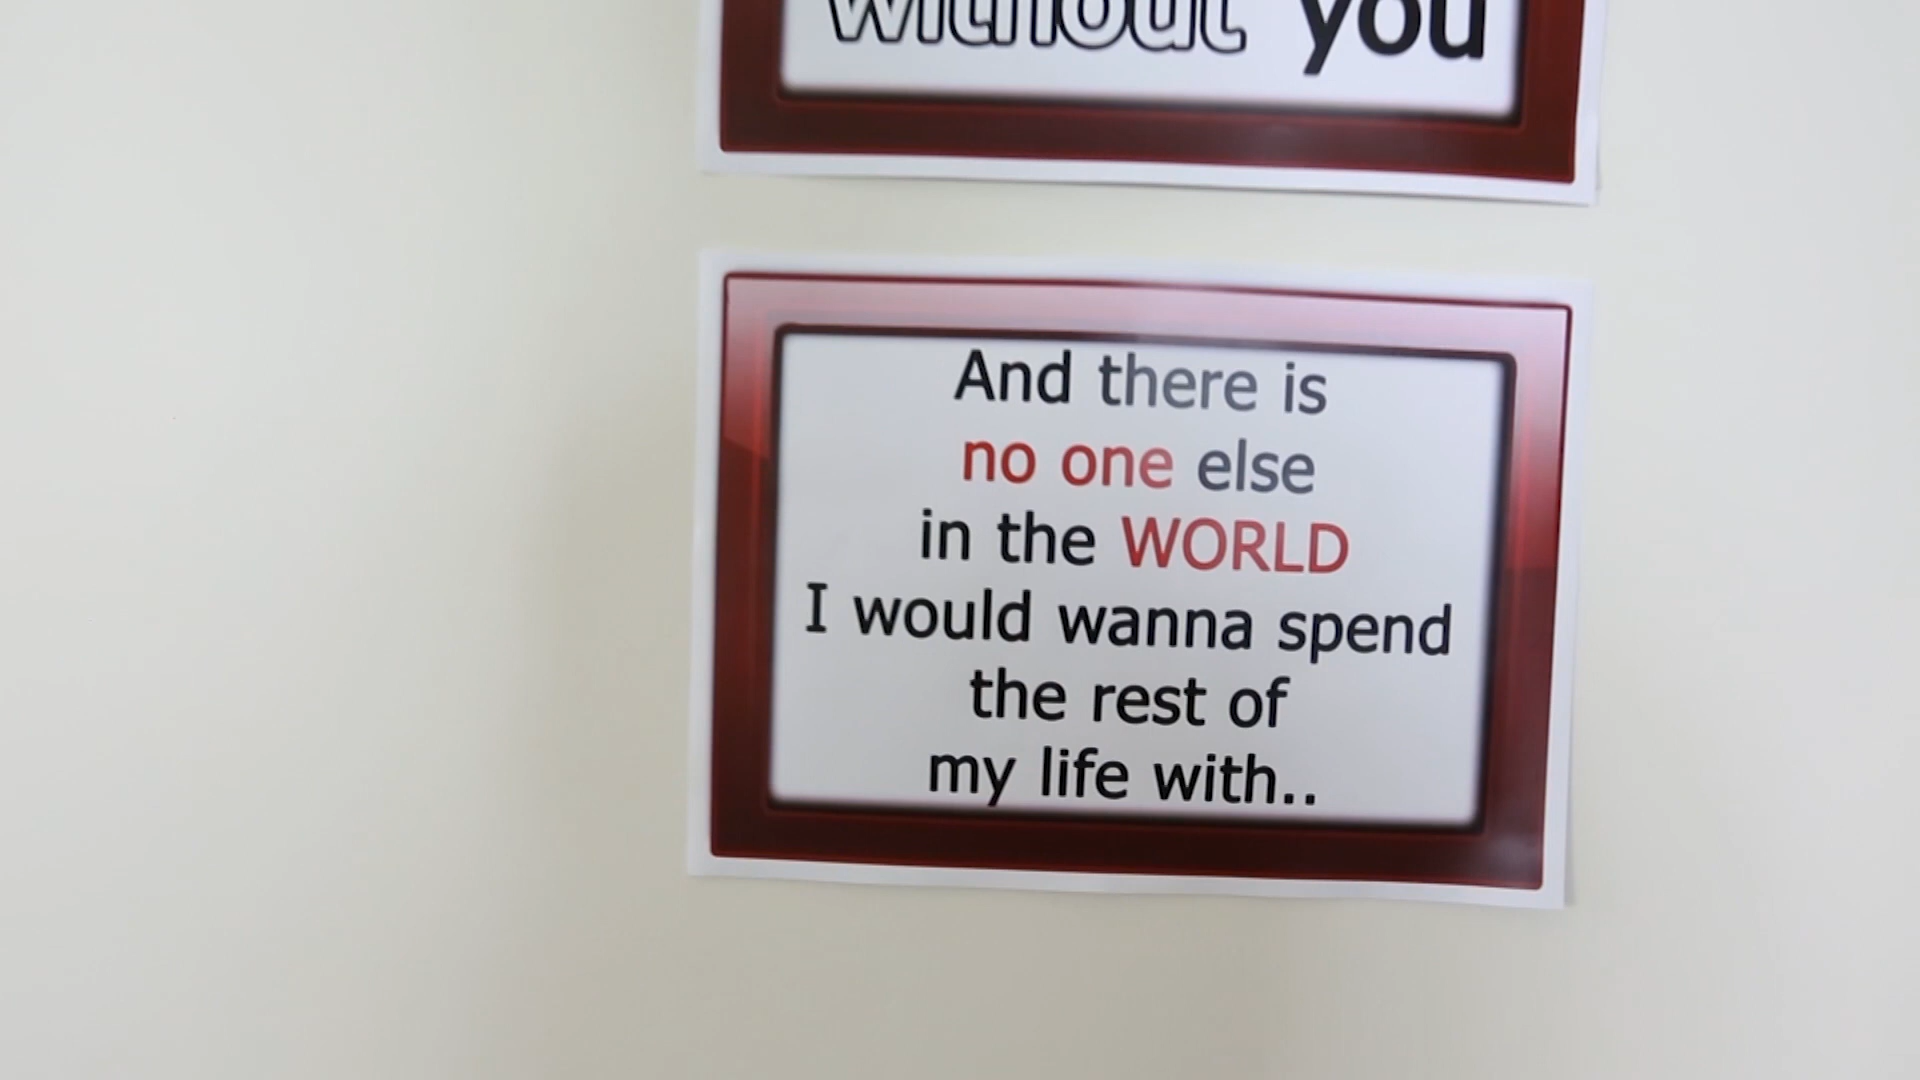 without you
And there is
no one else
in the WORLD
I would wanna spend
the rest of
my life with..